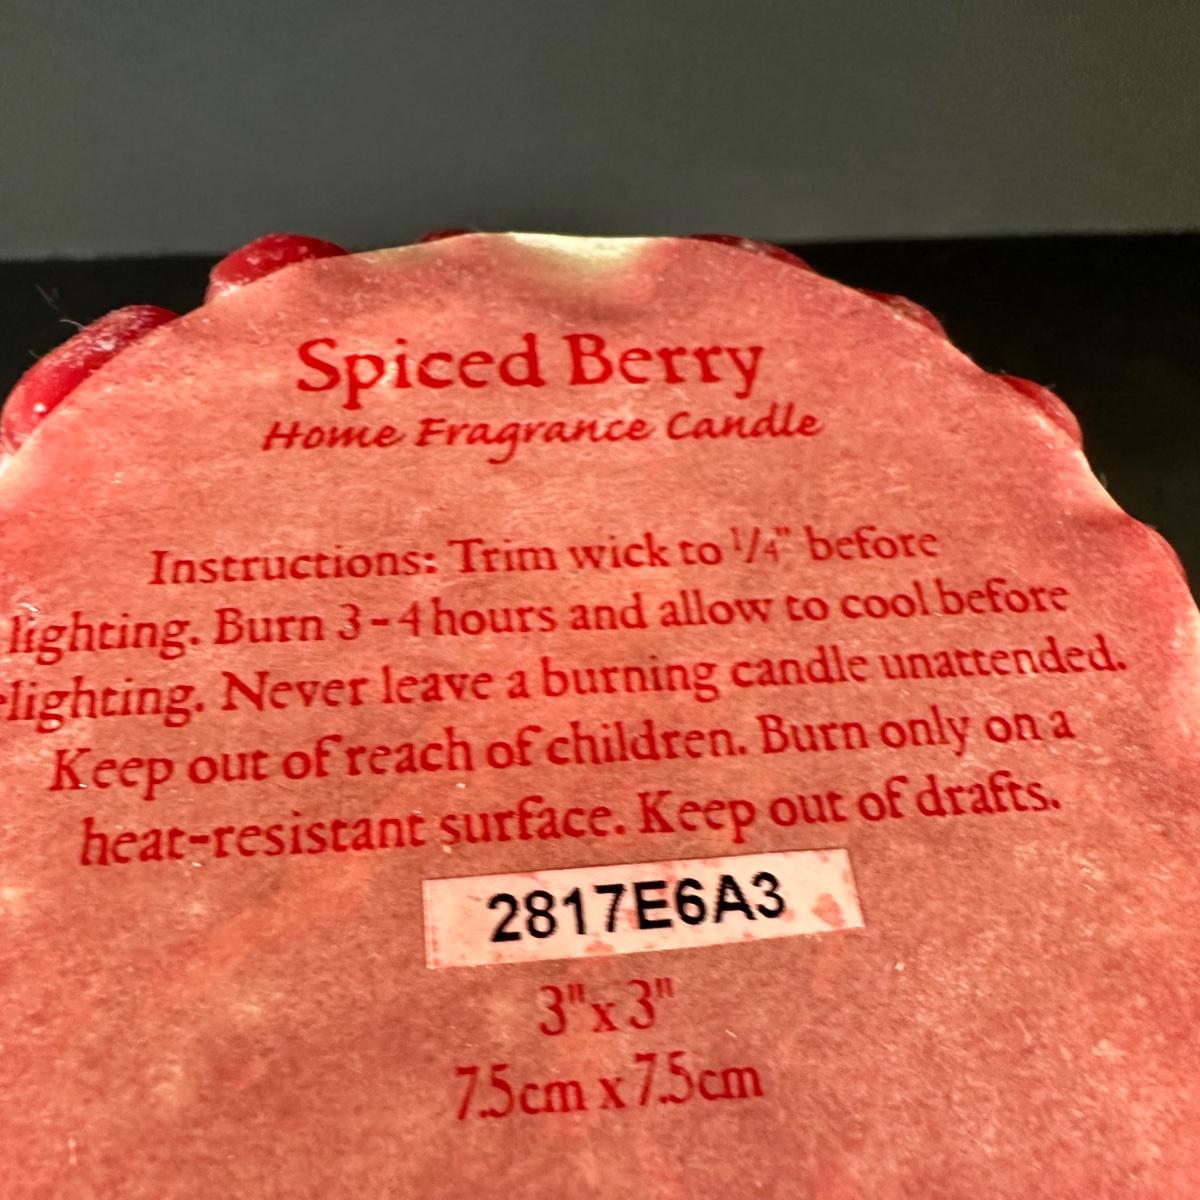 Spiced Berry
Home Fragrance Candle
Instructions: Trim wick to 1/4" before
lighting. Burn 3-4 hours and allow to cool before
elighting. Never leave a burning candle unattended.
Keep out of reach of children. Burn only on a
heat-resistant surface. Keep out of drafts.
2817E6A3
3"x 3"
7.5cm x 7.5cm